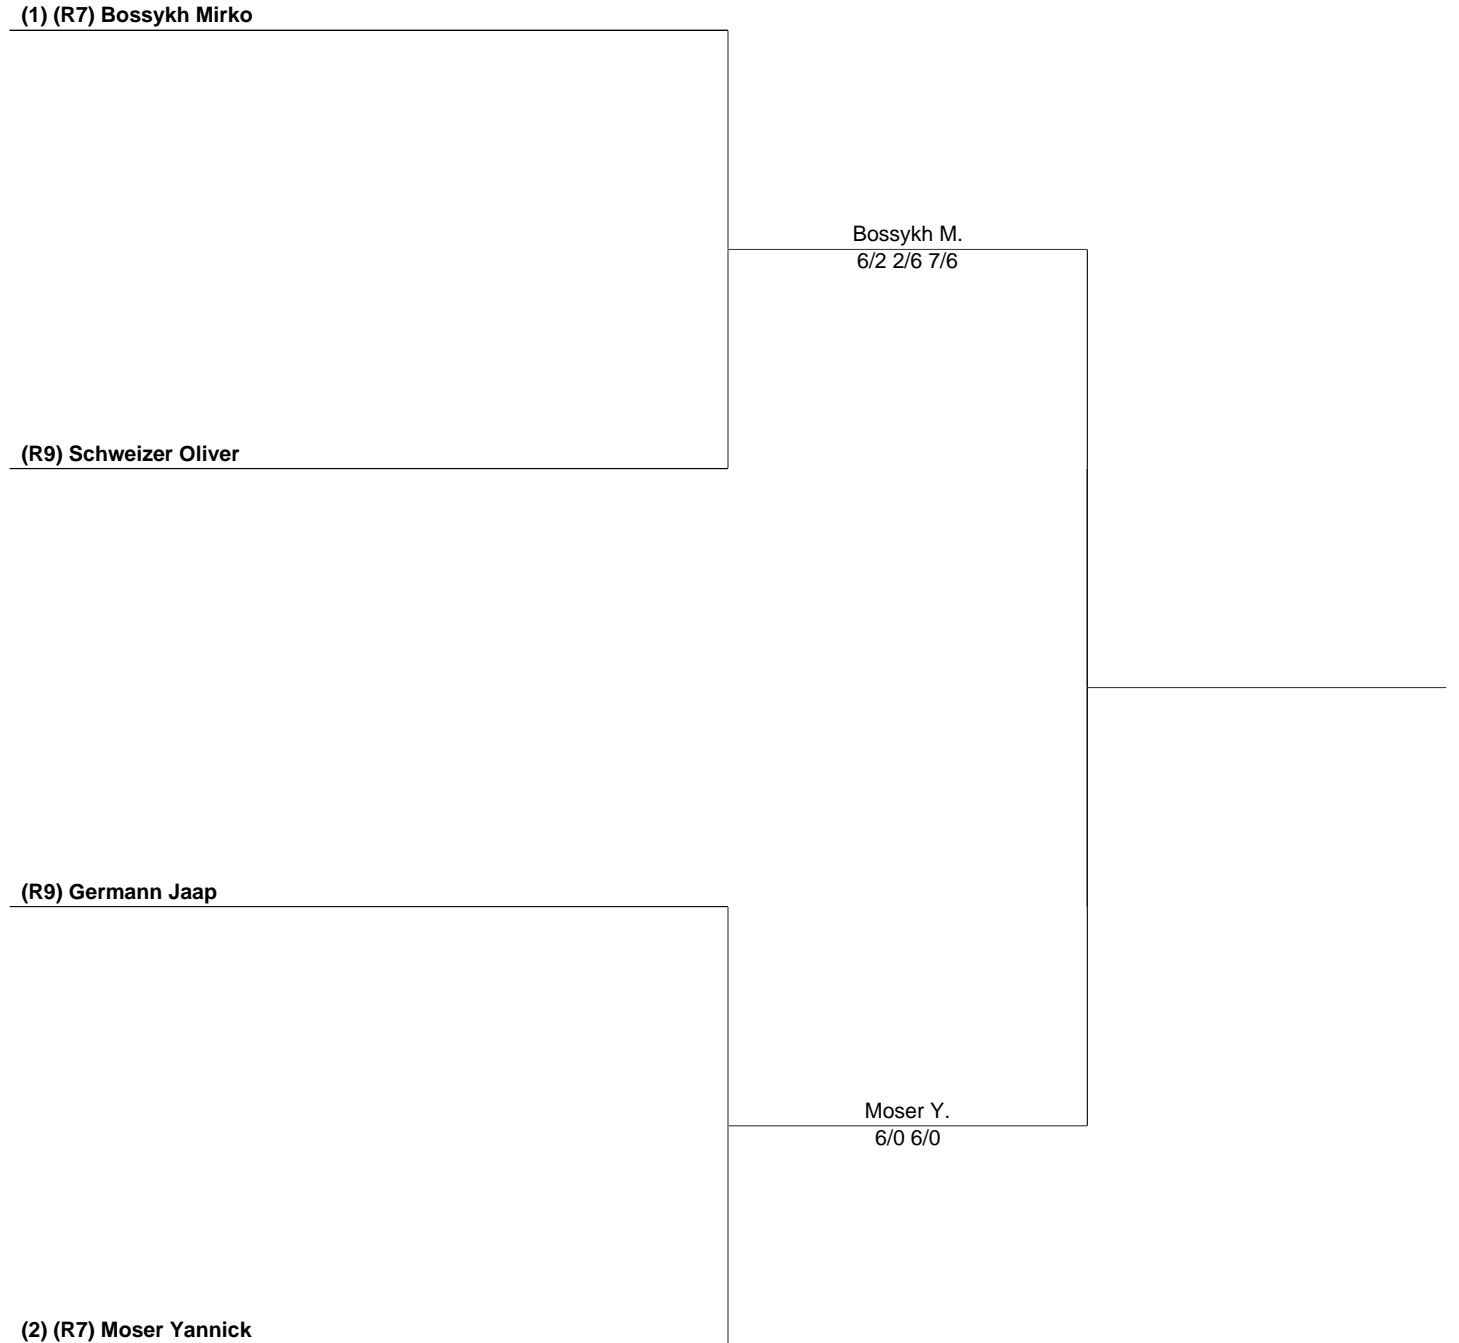 (1) (R7) Bossykh Mirko
Bossykh M.
6/2 2/6 7/6
(R9) Schweizer Oliver
(R9) Germann Jaap
Moser Y.
6/0 6/0
(2) (R7) Moser Yannick